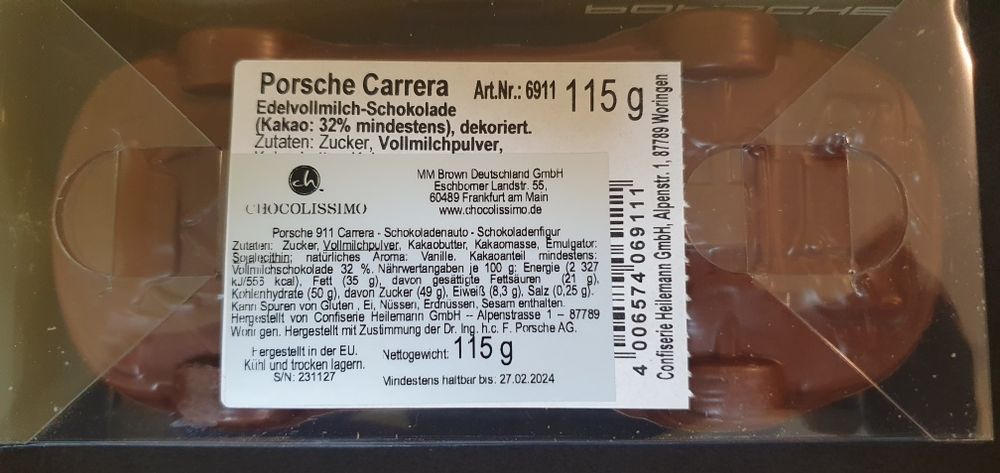 PORSCHE
Porsche Carrera Art.Nr.: 6911 115 g
Edelvollmilch-Schokolade
(Kakao: 32% mindestens), dekoriert.
Zutaten: Zucker, Vollmilchpulver,
ch
CHOCOLISSIMO
MM Brown Deutschland GmbH
Eschborner Landstr. 55,
60489 Frankfurt am Main
www.chocolissimo.de
Porsche 911 Carrera - Schokoladenauto - Schokoladenfigur
Zutaten: Zucker, Vollmilchpulver, Kakaobutter, Kakaomasse, Emulgator:
Sojalecithin; natürliches Aroma: Vanille. Kakaoanteil mindestens:
Vollmilchschokolade 32 %. Nährwertangaben je 100 g: Energie (2 327
kJ/553 kcal), Fett (35 g), davon gesättigte Fettsäuren (21 g),
Kohlenhydrate (50 g), davon Zucker (49 g), Eiweiß (8,3 g), Salz (0,25 g).
Kann Spuren von Gluten , Ei, Nüssen, Erdnüssen, Sesam enthalten.
Hergestellt von Confiserie Heilemann GmbH – Alpenstrasse 1 – 87789
Woringen. Hergestellt mit Zustimmung der Dr. Ing. h.c. F. Porsche AG.
Hergestellt in der EU.
Kühl und trocken lagern.
S/N: 231127
Nettogewicht: 115 g
Mindestens haltbar bis: 27.02.2024
4 006574 069111
Confiserie Heilemann GmbH, Alpenstr. 1, 87789 Woringen